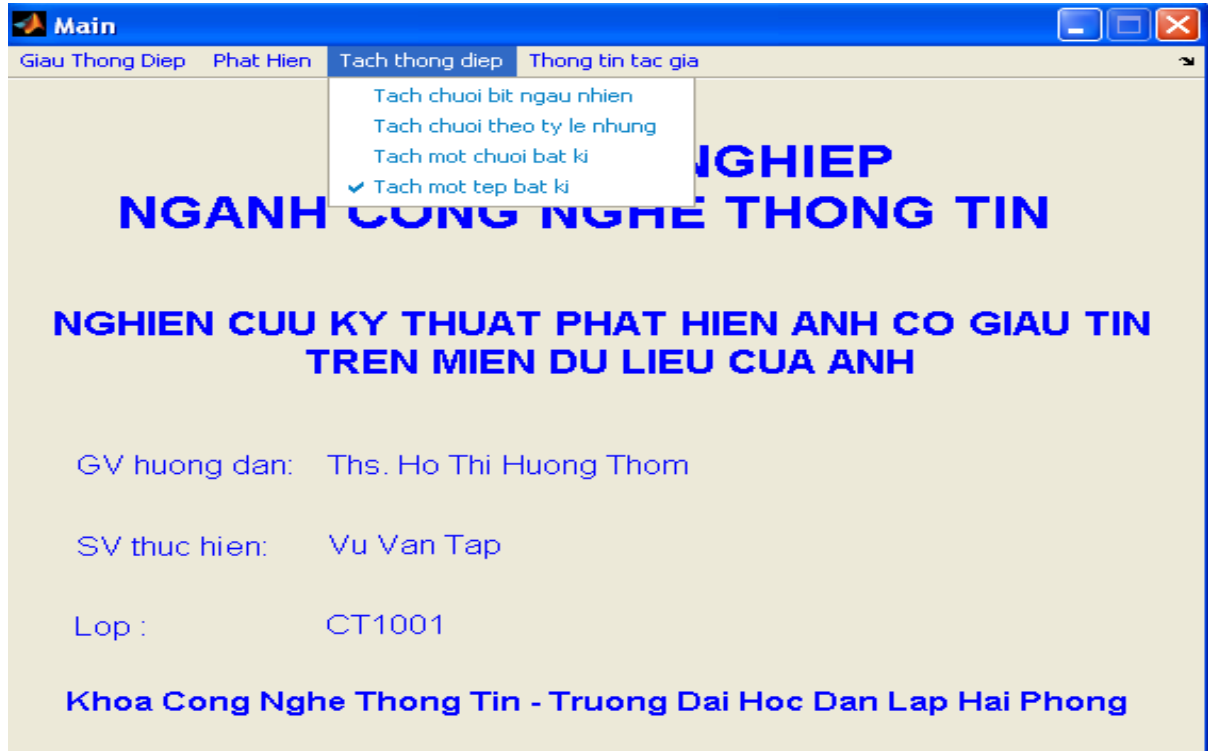 Main
Giau Thong Diep Phat Hien Tach thong diep Thong tin tac gia
Tach chuoi bit ngau nhien
Tach chuoi theo ty le nhung
Tach mot chuoi bat ki
Tach mot tep bat ki
NGHIEP
NGANH CONG NGHE THONG TIN
NGHIEN CUU KY THUAT PHAT HIEN ANH CO GIAU TIN
TREN MIEN DU LIEU CUA ANH
GV huong dan: Ths. Ho Thi Huong Thom
SV thuc hien: Vu Van Tap
Lop : CT1001
Khoa Cong Nghe Thong Tin - Truong Dai Hoc Dan Lap Hai Phong